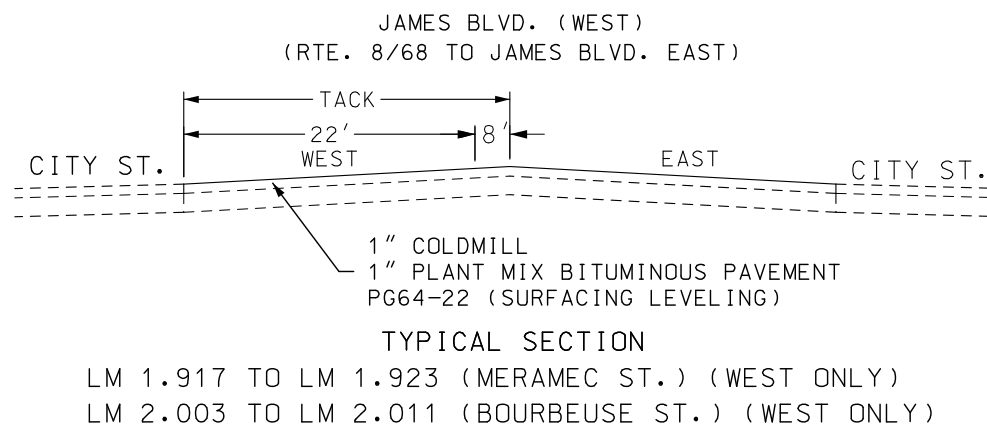 JAMES BLVD. (WEST)
(RTE. 8/68 TO JAMES BLVD. EAST)
TACK
22' 8'
WEST EAST
CITY ST. CITY ST.
1" COLDMILL
1" PLANT MIX BITUMINOUS PAVEMENT
PG64-22 (SURFACING LEVELING)
TYPICAL SECTION
LM 1.917 TO LM 1.923 (MERAMEC ST.) (WEST ONLY)
LM 2.003 TO LM 2.011 (BOURBEUSE ST.) (WEST ONLY)